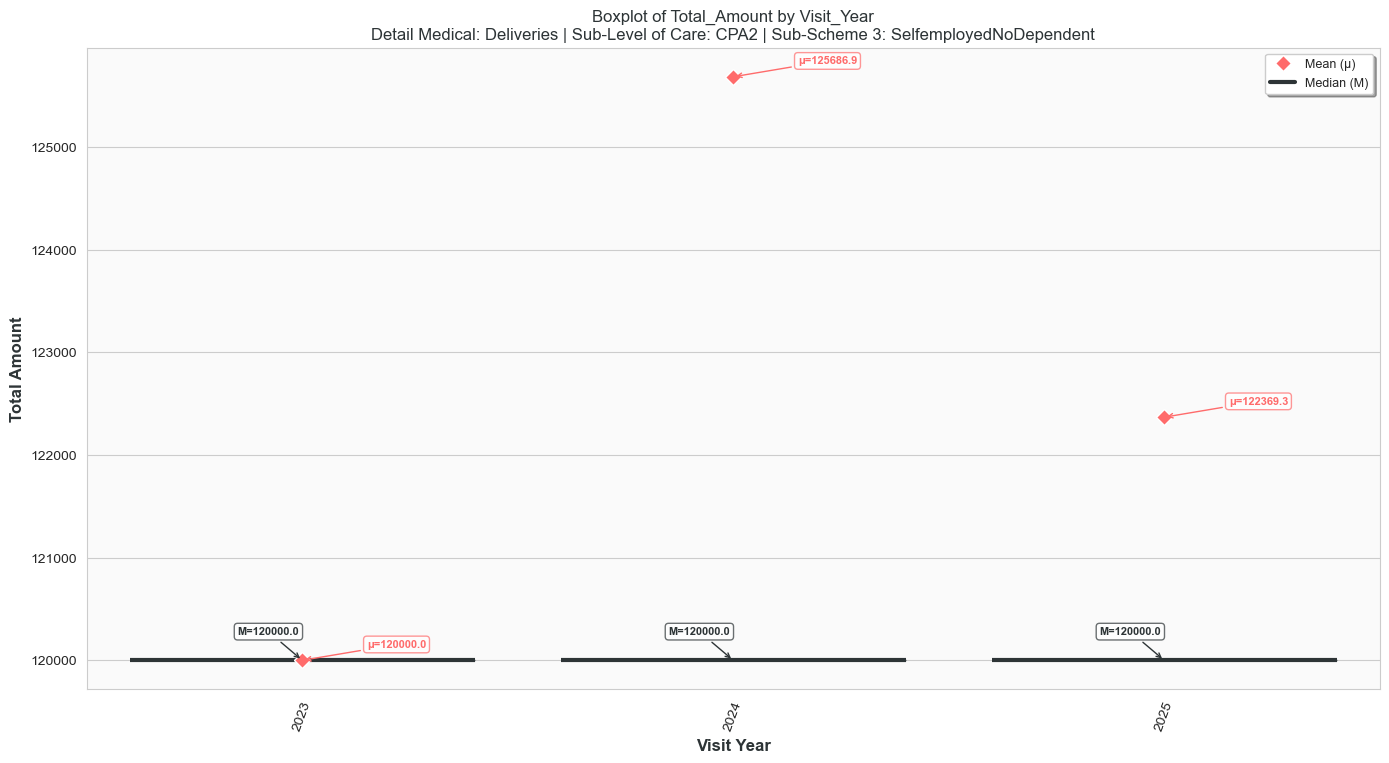 Boxplot of Total_Amount by Visit_Year
Detail Medical: Deliveries | Sub-Level of Care: CPA2 | Sub-Scheme 3: SelfemployedNoDependent
Mean (μ)
Median (M)
μ=125686.9
μ=122369.3
M=120000.0
μ=120000.0
M=120000.0
M=120000.0
Total Amount
125000
124000
123000
122000
121000
120000
2023
2024
2025
Visit Year